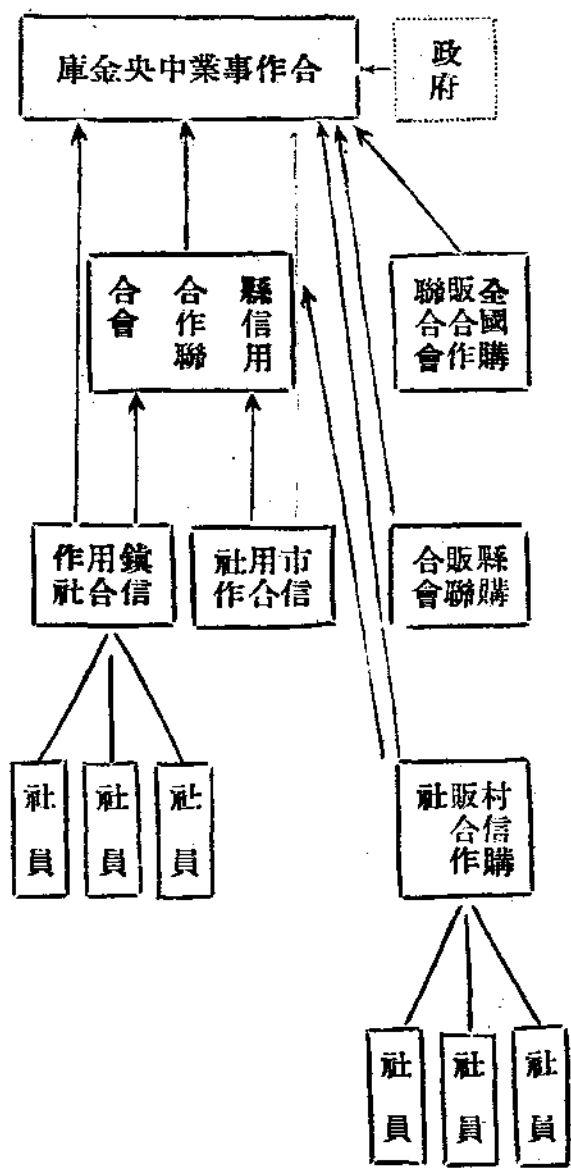 合作事業中央金庫
政府
縣信用
合作聯
合會
全國購
販合作
聯合會
鎮信
用合
作社
市信
用合
社作
縣購
販聯
合會
社員
社員
社員
村信購
販合作
社
社員
社員
社員